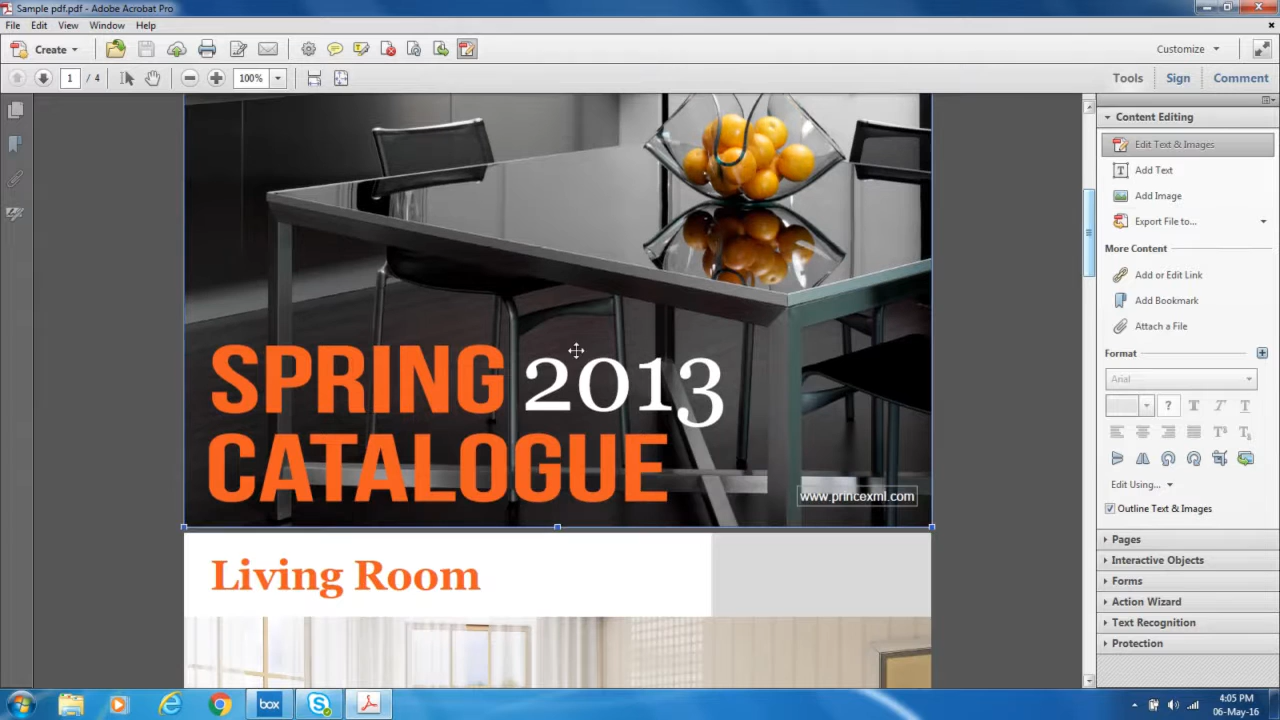 Sample pdf.pdf - Adobe Acrobat Pro
File Edit View Window Help
Create
Customize
1 / 4
100%
Tools Sign Comment
Content Editing
Edit Text & Images
Add Text
Add Image
Export File to...
More Content
Add or Edit Link
Add Bookmark
Attach a File
Format
Arial
?
Edit Using...
Outline Text & Images
Pages
Interactive Objects
Forms
Action Wizard
Text Recognition
Protection
SPRING 2013
CATALOGUE
www.princexml.com
Living Room
box
4:05 PM
06-May-16